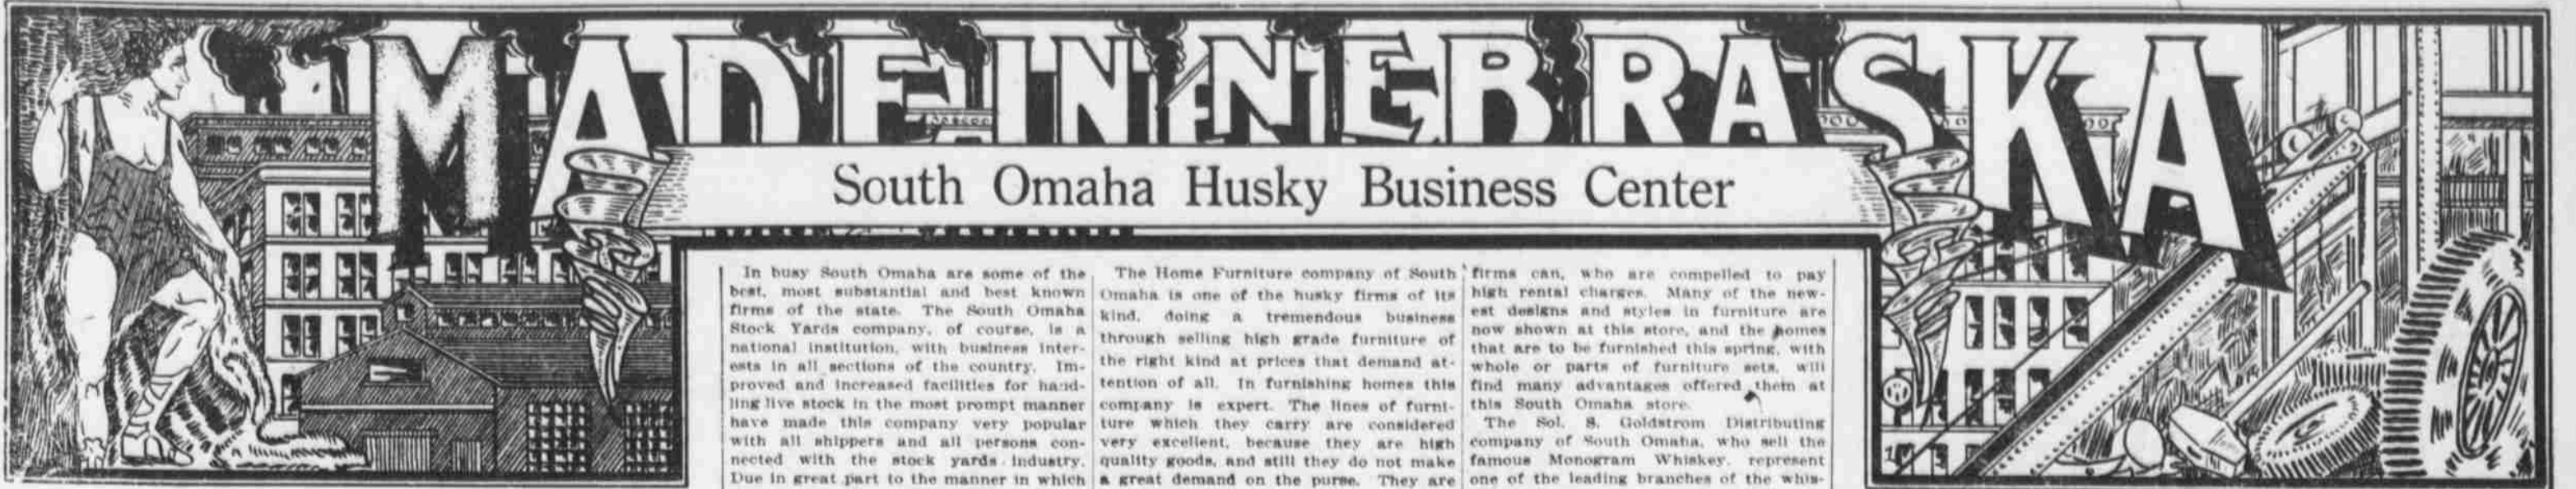 MADE IN NEBRASKA
South Omaha Husky Business Center
In busy South Omaha are some of the
best, most substantial and best known
firms of the state. The South Omaha
Stock Yards company, of course, is a
national institution, with business inter-
ests in all sections of the country. Im-
proved and increased facilities for hand-
ling live stock in the most prompt manner
have made this company very popular
with all shippers and all persons con-
nected with the stock yards industry.
Due in great part to the manner in which
The Home Furniture company of South
Omaha is one of the husky firms of its
kind, doing a tremendous business
through selling high grade furniture of
the right kind at prices that demand at-
tention of all. In furnishing homes this
company is expert. The lines of furni-
ture which they carry are considered
very excellent, because they are high
quality goods, and still they do not make
a great demand on the purse. They are
firms can, who are compelled to pay
high rental charges. Many of the new-
est designs and styles in furniture are
now shown at this store, and the homes
that are to be furnished this spring, with
whole or parts of furniture sets, will
find many advantages offered them at
this South Omaha store.
The Sol. S. Goldstrom Distributing
company of South Omaha, who sell the
famous Monogram Whiskey, represent
one of the leading branches of the whis-